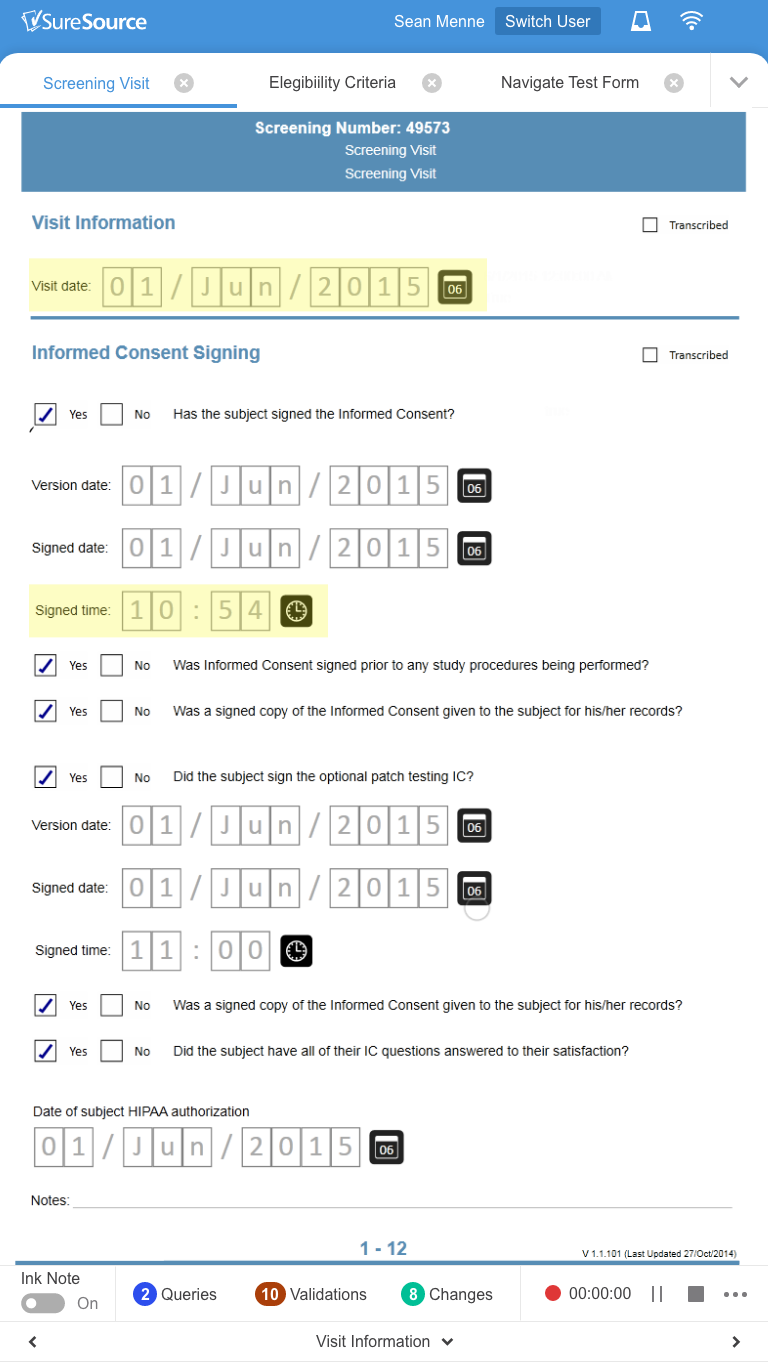 SureSource Sean Menne Switch User
Screening Visit Elegibiility Criteria Navigate Test Form
Screening Number: 49573
Screening Visit
Screening Visit
Visit Information Transcribed
Visit date: 01 / Jun / 2015 06
Informed Consent Signing Transcribed
Yes No Has the subject signed the Informed Consent?
Version date: 01 / Jun / 2015 06
Signed date: 01 / Jun / 2015 06
Signed time: 10 : 54
Yes No Was Informed Consent signed prior to any study procedures being performed?
Yes No Was a signed copy of the Informed Consent given to the subject for his/her records?
Yes No Did the subject sign the optional patch testing IC?
Version date: 01 / Jun / 2015 06
Signed date: 01 / Jun / 2015 06
Signed time: 11 : 00
Yes No Was a signed copy of the Informed Consent given to the subject for his/her records?
Yes No Did the subject have all of their IC questions answered to their satisfaction?
Date of subject HIPAA authorization
01 / Jun / 2015 06
Notes:
1 - 12
V 1.1.101 (Last Updated 27/Oct/2014)
Ink Note
On 2 Queries 10 Validations 8 Changes 00:00:00
Visit Information